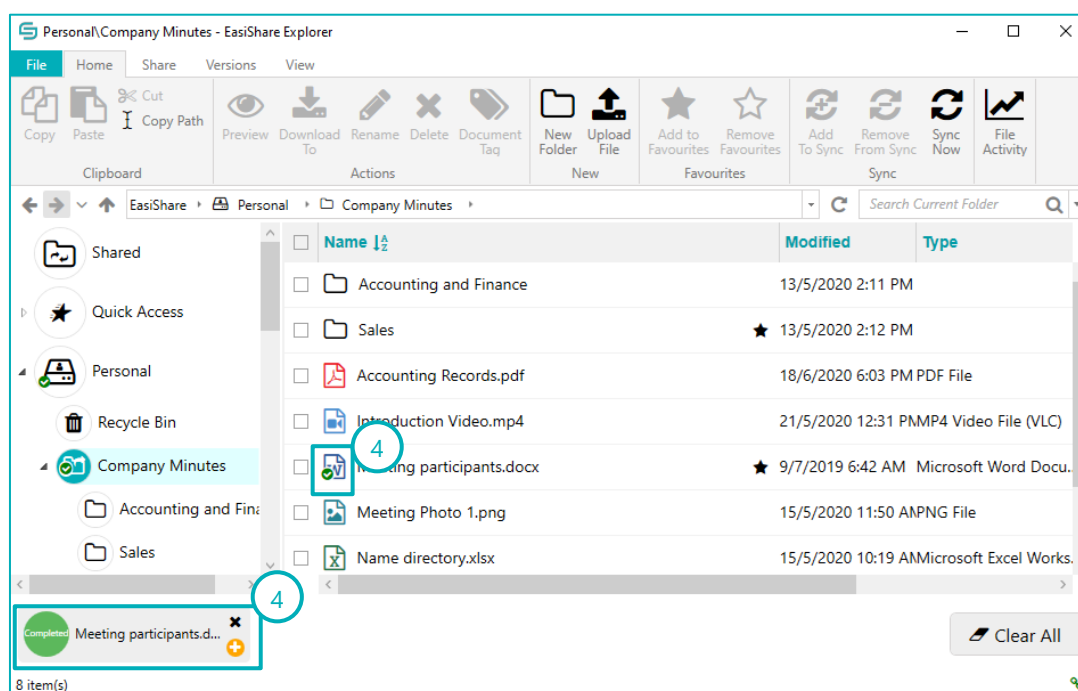 Personal\Company Minutes - EasiShare Explorer
File Home Share Versions View
Copy Paste Cut Copy Path Preview Download To Rename Delete Document Tag New Folder Upload File Add to Favourites Remove Favourites Add To Sync Remove From Sync Sync Now File Activity
Clipboard Actions New Favourites Sync
EasiShare Personal Company Minutes Search Current Folder
Shared
Quick Access
Personal
Recycle Bin
Company Minutes
Accounting and Fina
Sales
Name Modified Type
Accounting and Finance 13/5/2020 2:11 PM
Sales 13/5/2020 2:12 PM
Accounting Records.pdf 18/6/2020 6:03 PM PDF File
Introduction Video.mp4 21/5/2020 12:31 PM MP4 Video File (VLC)
4
participants.docx 9/7/2019 6:42 AM Microsoft Word Docu..
Meeting Photo 1.png 15/5/2020 11:50 AM PNG File
Name directory.xlsx 15/5/2020 10:19 AM Microsoft Excel Works.
4
Completed Meeting participants.d...
Clear All
8 item(s)